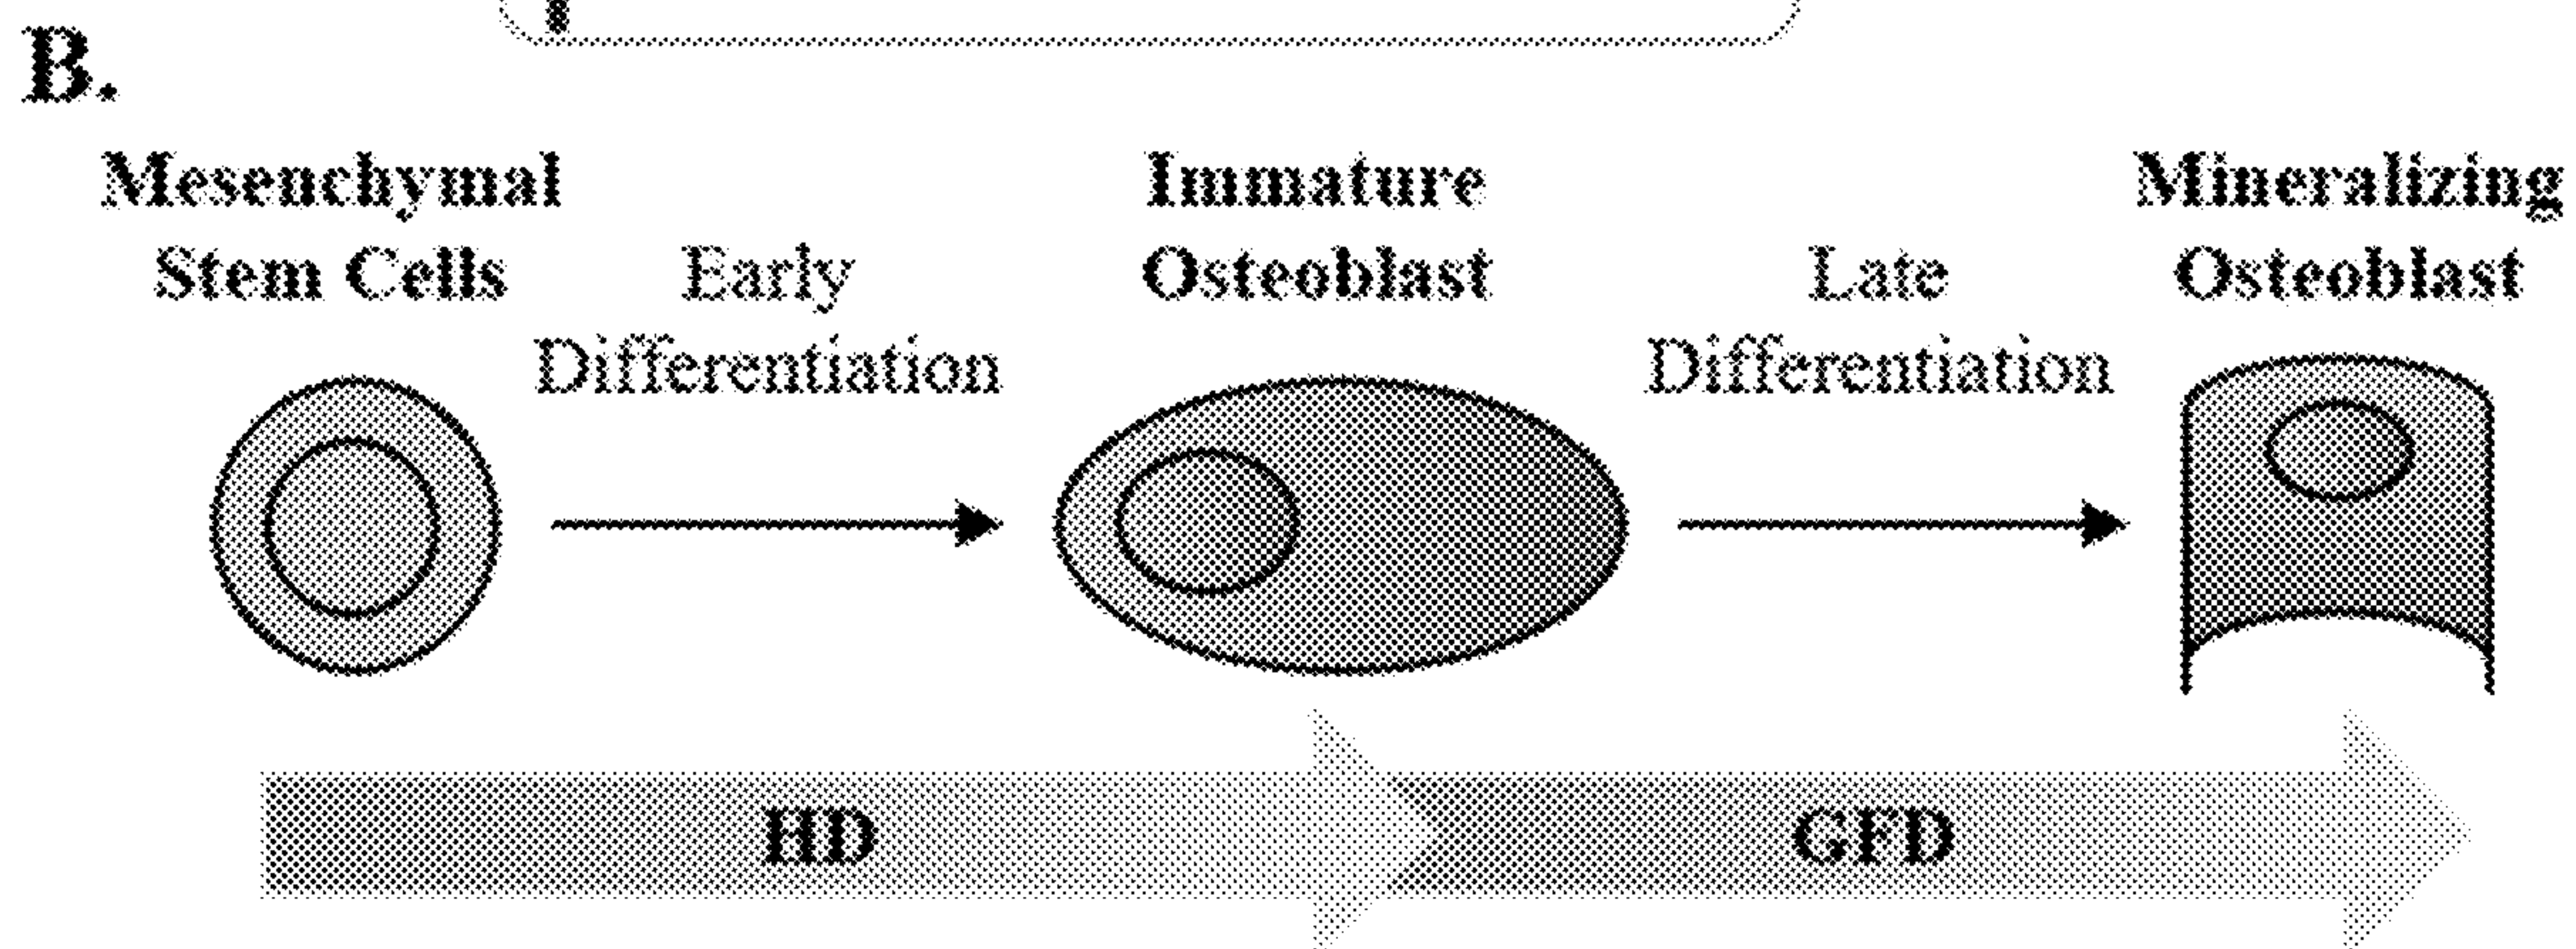 B.
Mesenchymal
Stem Cells
Early
Differentiation
Immature
Osteoblast
Late
Differentiation
Mineralizing
Osteoblast
HD
GFD